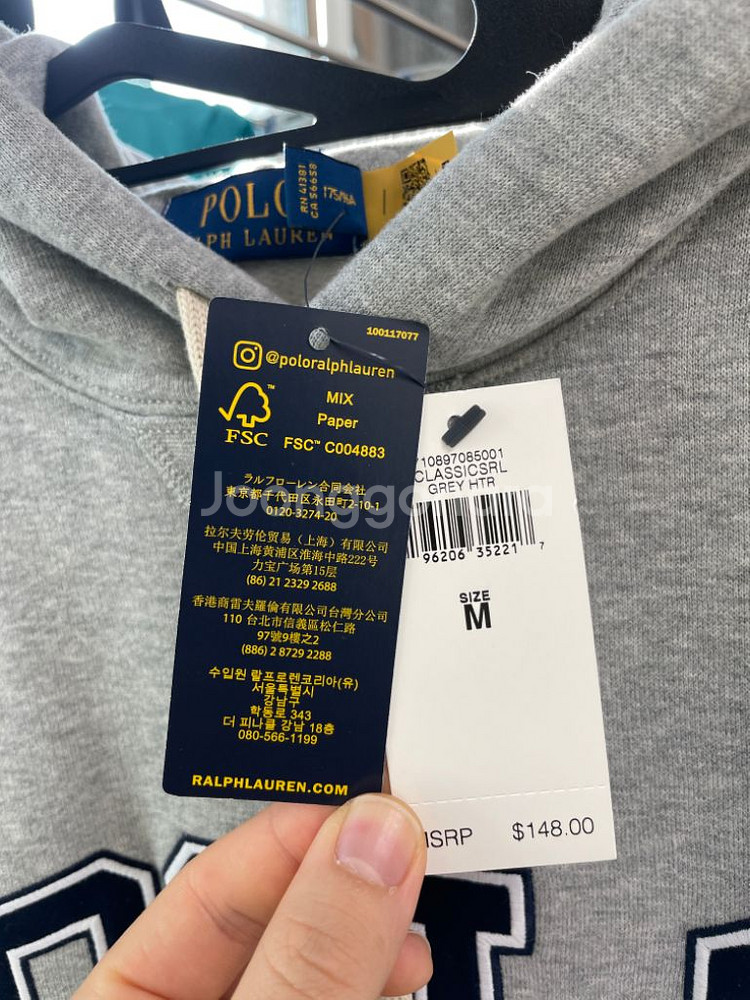 POLO
RALPH LAUREN
RN 41381
CA 56658
175/96A
100117077
@poloralphlauren
FSC™
MIX
Paper
FSC™ C004883
ラルフローレン合同会社
東京都千代田区永田町2-10-1
0120-3274-20
拉尔夫劳伦贸易(上海)有限公司
中国上海黄浦区淮海中路222号
力宝广场第15层
(86) 21 2329 2688
香港商雷夫羅倫有限公司台灣分公司
110 台北市信義區松仁路
97號9樓之2
(886) 2 8729 2288
수입원 랄프로렌코리아(유)
서울특별시
강남구
학동로 343
더 피나클 강남 18층
080-566-1199
RALPHLAUREN.COM
710897085001
CLASSICSRL
GREY HTR
96206 35221 7
SIZE
M
MSRP $148.00
Joonggonara